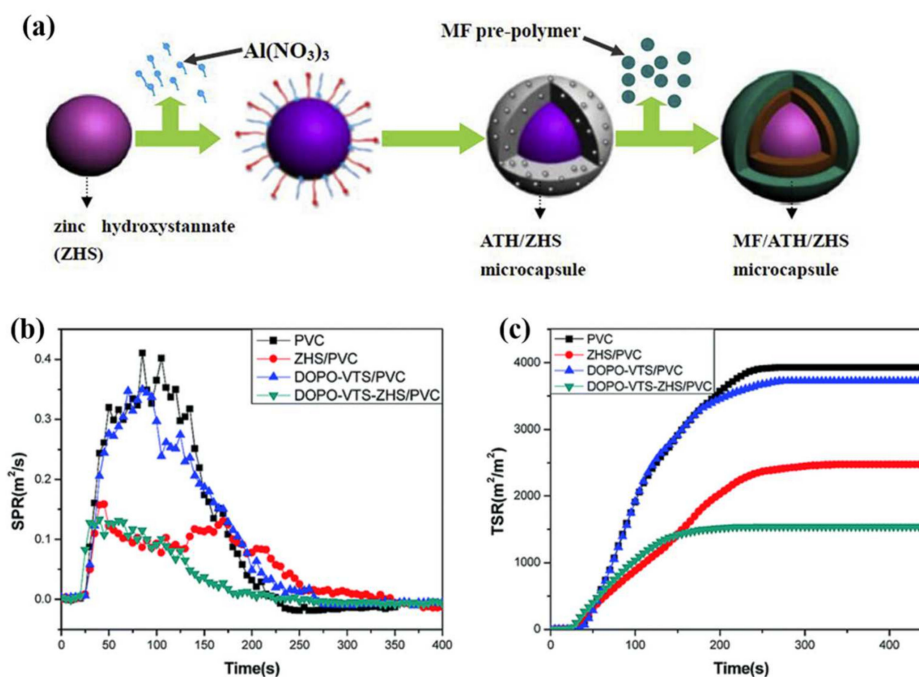 (a)
Al(NO₃)₃
MF pre-polymer
zinc hydroxystannate
(ZHS)
ATH/ZHS
microcapsule
MF/ATH/ZHS
microcapsule
(b)
PVC
ZHS/PVC
DOPO-VTS/PVC
DOPO-VTS-ZHS/PVC
SPR(m²/s)
0.4
0.3
0.2
0.1
0.0
0 50 100 150 200 250 300 350 400
Time(s)
(c)
PVC
ZHS/PVC
DOPO-VTS/PVC
DOPO-VTS-ZHS/PVC
TSR(m²/m²)
4000
3500
2500
1500
0
0 100 200 300 400
Time(s)